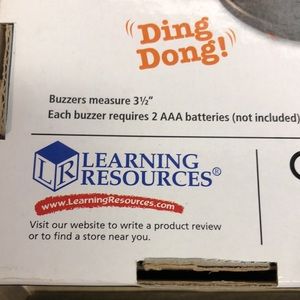 Ding
Dong!
Buzzers measure 3½"
Each buzzer requires 2 AAA batteries (not included)
LR LEARNING
RESOURCES®
www.LearningResources.com
Visit our website to write a product review
or to find a store near you.